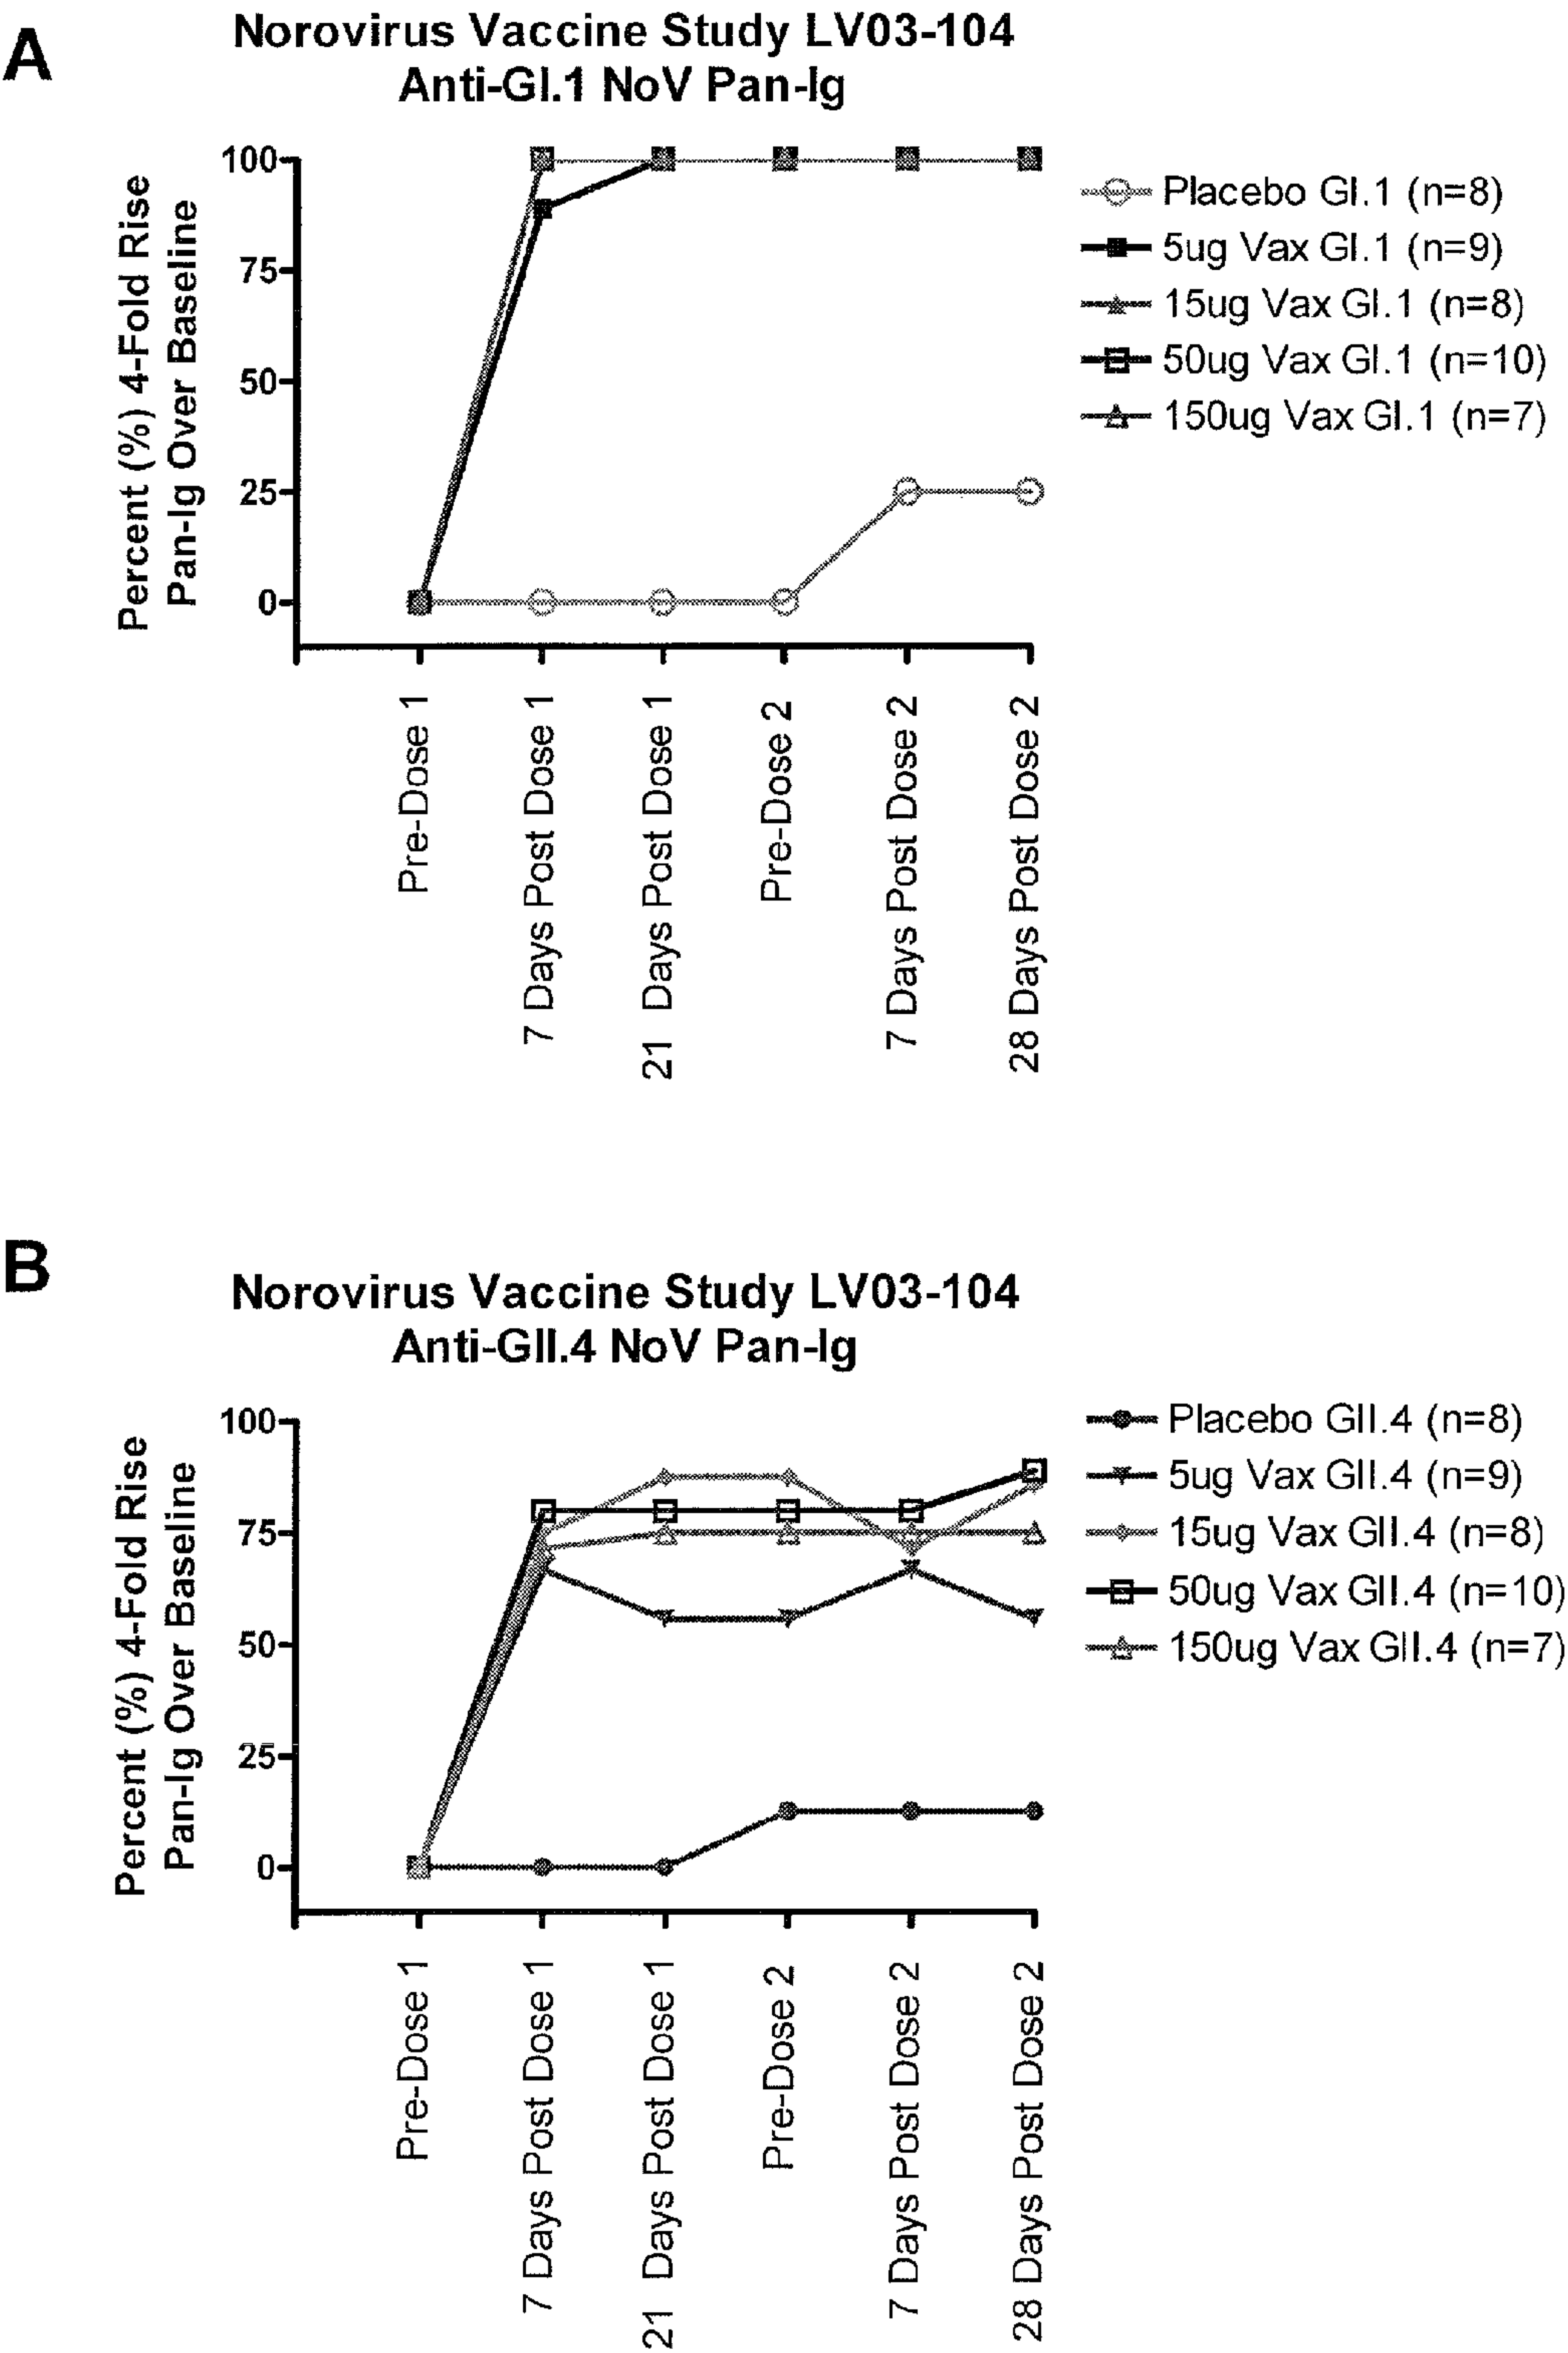 A
Norovirus Vaccine Study LV03-104
Anti-GI.1 NoV Pan-Ig
Percent (%) 4-Fold Rise
Pan-Ig Over Baseline
100
75
50
25
0
Placebo GI.1 (n=8)
5ug Vax GI.1 (n=9)
15ug Vax GI.1 (n=8)
50ug Vax GI.1 (n=10)
150ug Vax GI.1 (n=7)
Pre-Dose 1
7 Days Post Dose 1
21 Days Post Dose 1
Pre-Dose 2
7 Days Post Dose 2
28 Days Post Dose 2
B
Norovirus Vaccine Study LV03-104
Anti-GII.4 NoV Pan-Ig
Percent (%) 4-Fold Rise
Pan-Ig Over Baseline
100
75
50
25
0
Placebo GII.4 (n=8)
5ug Vax GII.4 (n=9)
15ug Vax GII.4 (n=8)
50ug Vax GII.4 (n=10)
150ug Vax GII.4 (n=7)
Pre-Dose 1
7 Days Post Dose 1
21 Days Post Dose 1
Pre-Dose 2
7 Days Post Dose 2
28 Days Post Dose 2